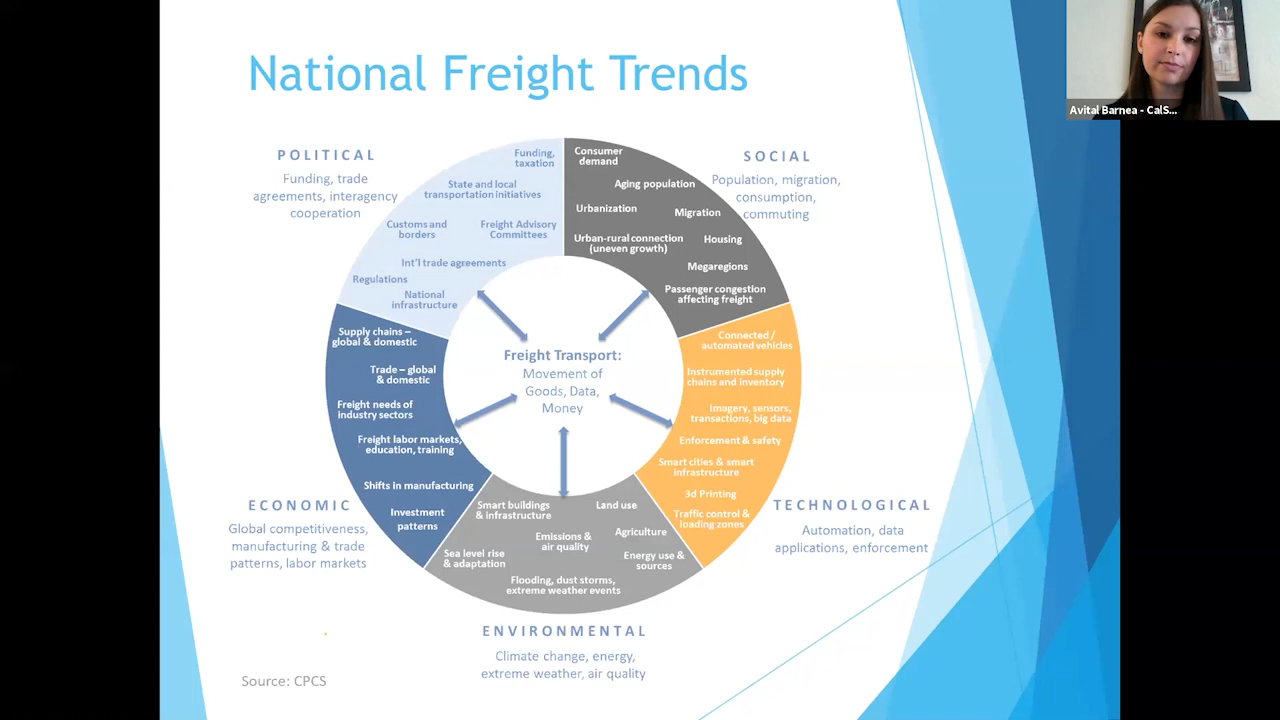 National Freight Trends
Avital Barnea - CalS...
POLITICAL
Funding, trade
agreements, interagency
cooperation
SOCIAL
Population, migration,
consumption,
commuting
Funding,
taxation
State and local
transportation initiatives
Customs and
borders
Freight Advisory
Committees
Int'l trade agreements
Regulations
National
infrastructure
Consumer
demand
Aging population
Urbanization
Migration
Urban-rural connection
(uneven growth)
Housing
Megaregions
Passenger congestion
affecting freight
Supply chains –
global & domestic
Trade – global
& domestic
Freight needs of
industry sectors
Freight labor markets,
education, training
Shifts in manufacturing
Investment
patterns
Freight Transport:
Movement of
Goods, Data,
Money
Connected /
automated vehicles
Instrumented supply
chains and inventory
Imagery, sensors,
transactions, big data
Enforcement & safety
Smart cities & smart
infrastructure
3d Printing
Traffic control &
loading zones
Smart buildings
& infrastructure
Land use
Emissions &
air quality
Agriculture
Sea level rise
& adaptation
Energy use &
sources
Flooding, dust storms,
extreme weather events
ECONOMIC
Global competitiveness,
manufacturing & trade
patterns, labor markets
TECHNOLOGICAL
Automation, data
applications, enforcement
ENVIRONMENTAL
Climate change, energy,
extreme weather, air quality
Source: CPCS